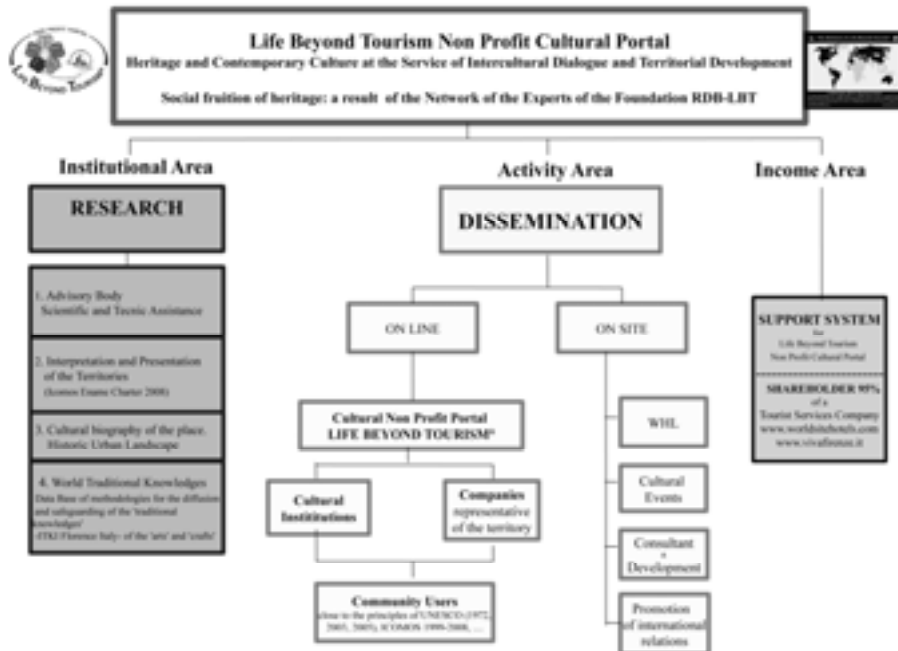 Life Beyond Tourism Non Profit Cultural Portal
Heritage and Contemporary Culture at the Service of Intercultural Dialogue and Territorial Development
Social fruition of heritage: a result of the Network of the Experts of the Foundation RDB-LBT
LIFE BEYOND TOURISM
Institutional Area
RESEARCH
1. Advisory Body
Scientific and Tecnic Assistance
2. Interpretation and Presentation
of the Territories
(Icomos Ename Charter 2008)
3. Cultural biography of the place.
Historic Urban Landscape
4. World Traditional Knowledges
Data Base of methodologies for the diffusion
and safeguarding of the 'traditional
knowledges'
-ITKI Florence Italy- of the 'arts' and 'crafts'
Activity Area
DISSEMINATION
ON LINE
Cultural Non Profit Portal
LIFE BEYOND TOURISM®
Cultural
Instititutions
Companies
representative
of the territory
Community Users
close to the principles of UNESCO (1972,
2003, 2005), ICOMOS 1999-2008, ...
ON SITE
WHL
Cultural
Events
Consultant
+
Development
Promotion
of international
relations
Income Area
SUPPORT SYSTEM
for
Life Beyond Tourism
Non Profit Cultural Portal
SHAREHOLDER 95%
of a
Tourist Services Company
www.worldsitehotels.com
www.vivafirenze.it